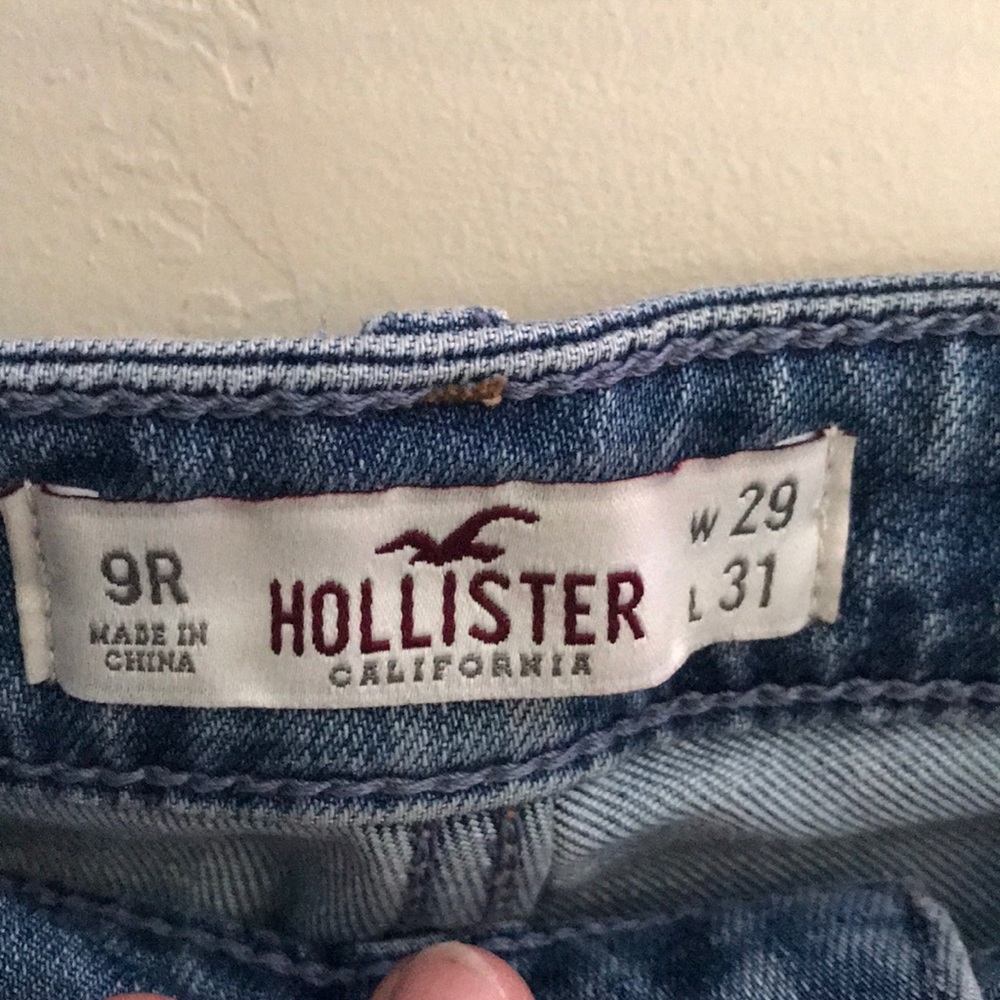 9R
MADE IN
CHINA
HOLLISTER
CALIFORNIA
W 29
L 31